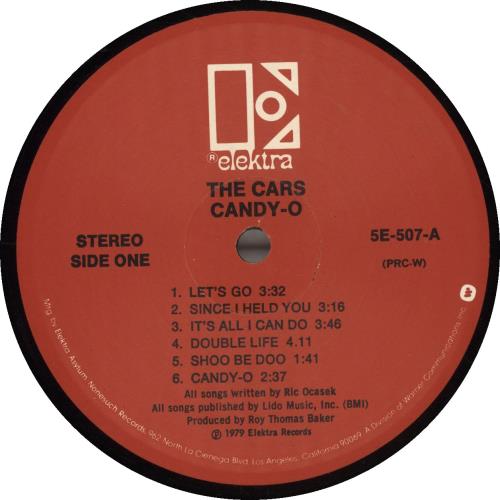 ® elektra
THE CARS
CANDY-O
STEREO
SIDE ONE
5E-507-A
(PRC-W)
1. LET'S GO 3:32
2. SINCE I HELD YOU 3:16
3. IT'S ALL I CAN DO 3:46
4. DOUBLE LIFE 4.11
5. SHOO BE DOO 1:41
6. CANDY-O 2:37
All songs written by Ric Ocasek
All songs published by Lido Music, Inc. (BMI)
Produced by Roy Thomas Baker
℗ 1979 Elektra Records
Mfg. by Elektra Asylum, Nonesuch Records, 962 North La Cienega Blvd. Los Angeles, California 90069. A Division of Warner Communications Inc.